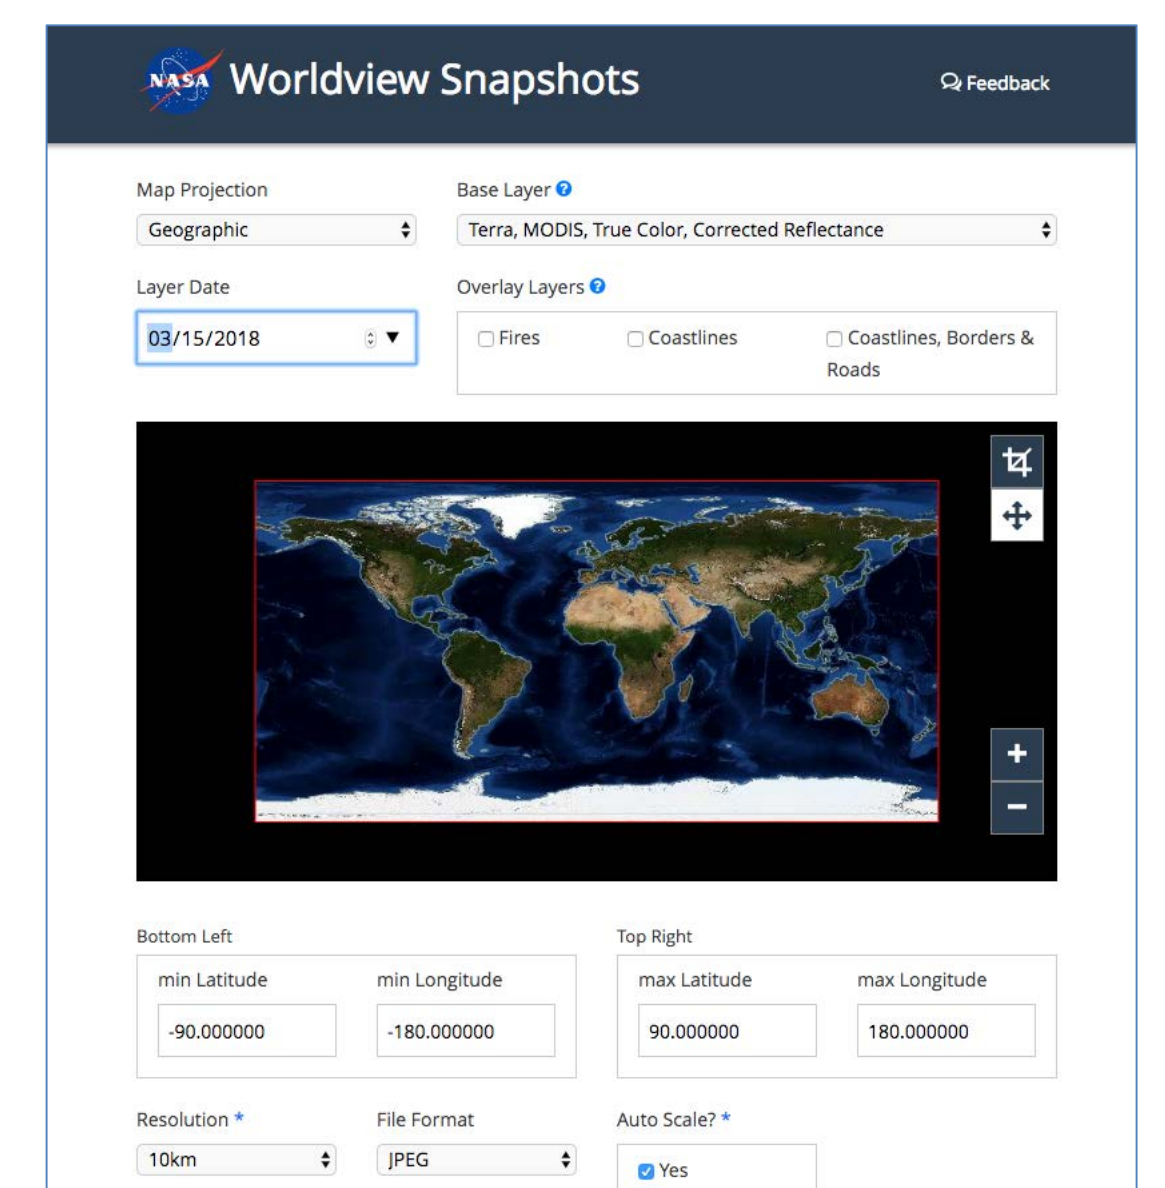 NASA Worldview Snapshots
Feedback
Map Projection
Base Layer ?
Geographic
Terra, MODIS, True Color, Corrected Reflectance
Layer Date
Overlay Layers ?
03/15/2018
Fires
Coastlines
Coastlines, Borders &
Roads
+
−
Bottom Left
Top Right
min Latitude
min Longitude
max Latitude
max Longitude
-90.000000
-180.000000
90.000000
180.000000
Resolution *
File Format
Auto Scale? *
10km
JPEG
Yes